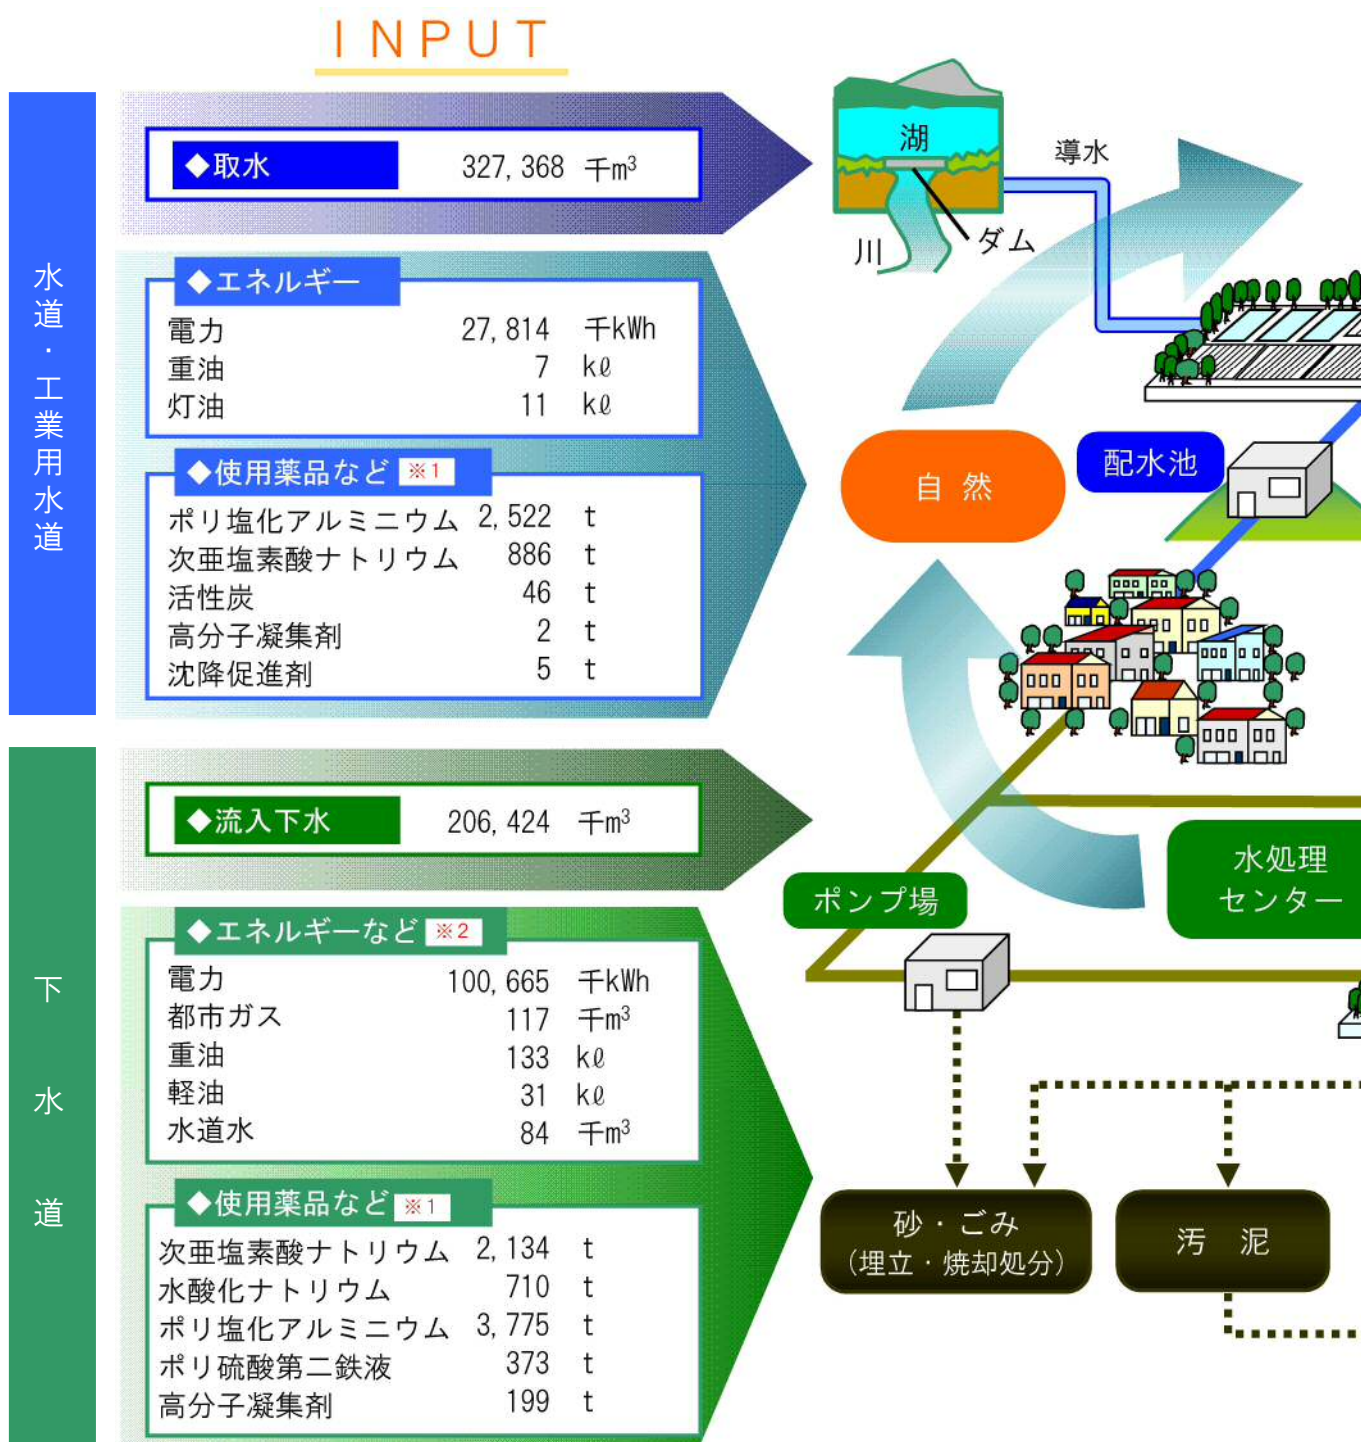 INPUT
水道・工業用水道
◆取水 327,368 千m³
◆エネルギー
電力 27,814 千kWh
重油 7 kℓ
灯油 11 kℓ
◆使用薬品など ※1
ポリ塩化アルミニウム 2,522 t
次亜塩素酸ナトリウム 886 t
活性炭 46 t
高分子凝集剤 2 t
沈降促進剤 5 t
湖
導水
川
ダム
自然
配水池
下水道
◆流入下水 206,424 千m³
◆エネルギーなど ※2
電力 100,665 千kWh
都市ガス 117 千m³
重油 133 kℓ
軽油 31 kℓ
水道水 84 千m³
◆使用薬品など ※1
次亜塩素酸ナトリウム 2,134 t
水酸化ナトリウム 710 t
ポリ塩化アルミニウム 3,775 t
ポリ硫酸第二鉄液 373 t
高分子凝集剤 199 t
水処理
センター
ポンプ場
砂・ごみ
(埋立・焼却処分)
汚泥